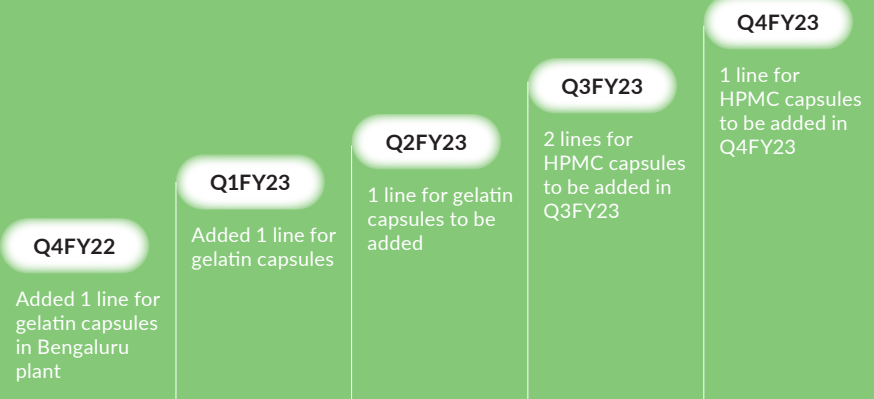 Q4FY22
Added 1 line for
gelatin capsules
in Bengaluru
plant
Q1FY23
Added 1 line for
gelatin capsules
Q2FY23
1 line for gelatin
capsules to be
added
Q3FY23
2 lines for
HPMC capsules
to be added in
Q3FY23
Q4FY23
1 line for
HPMC capsules
to be added in
Q4FY23